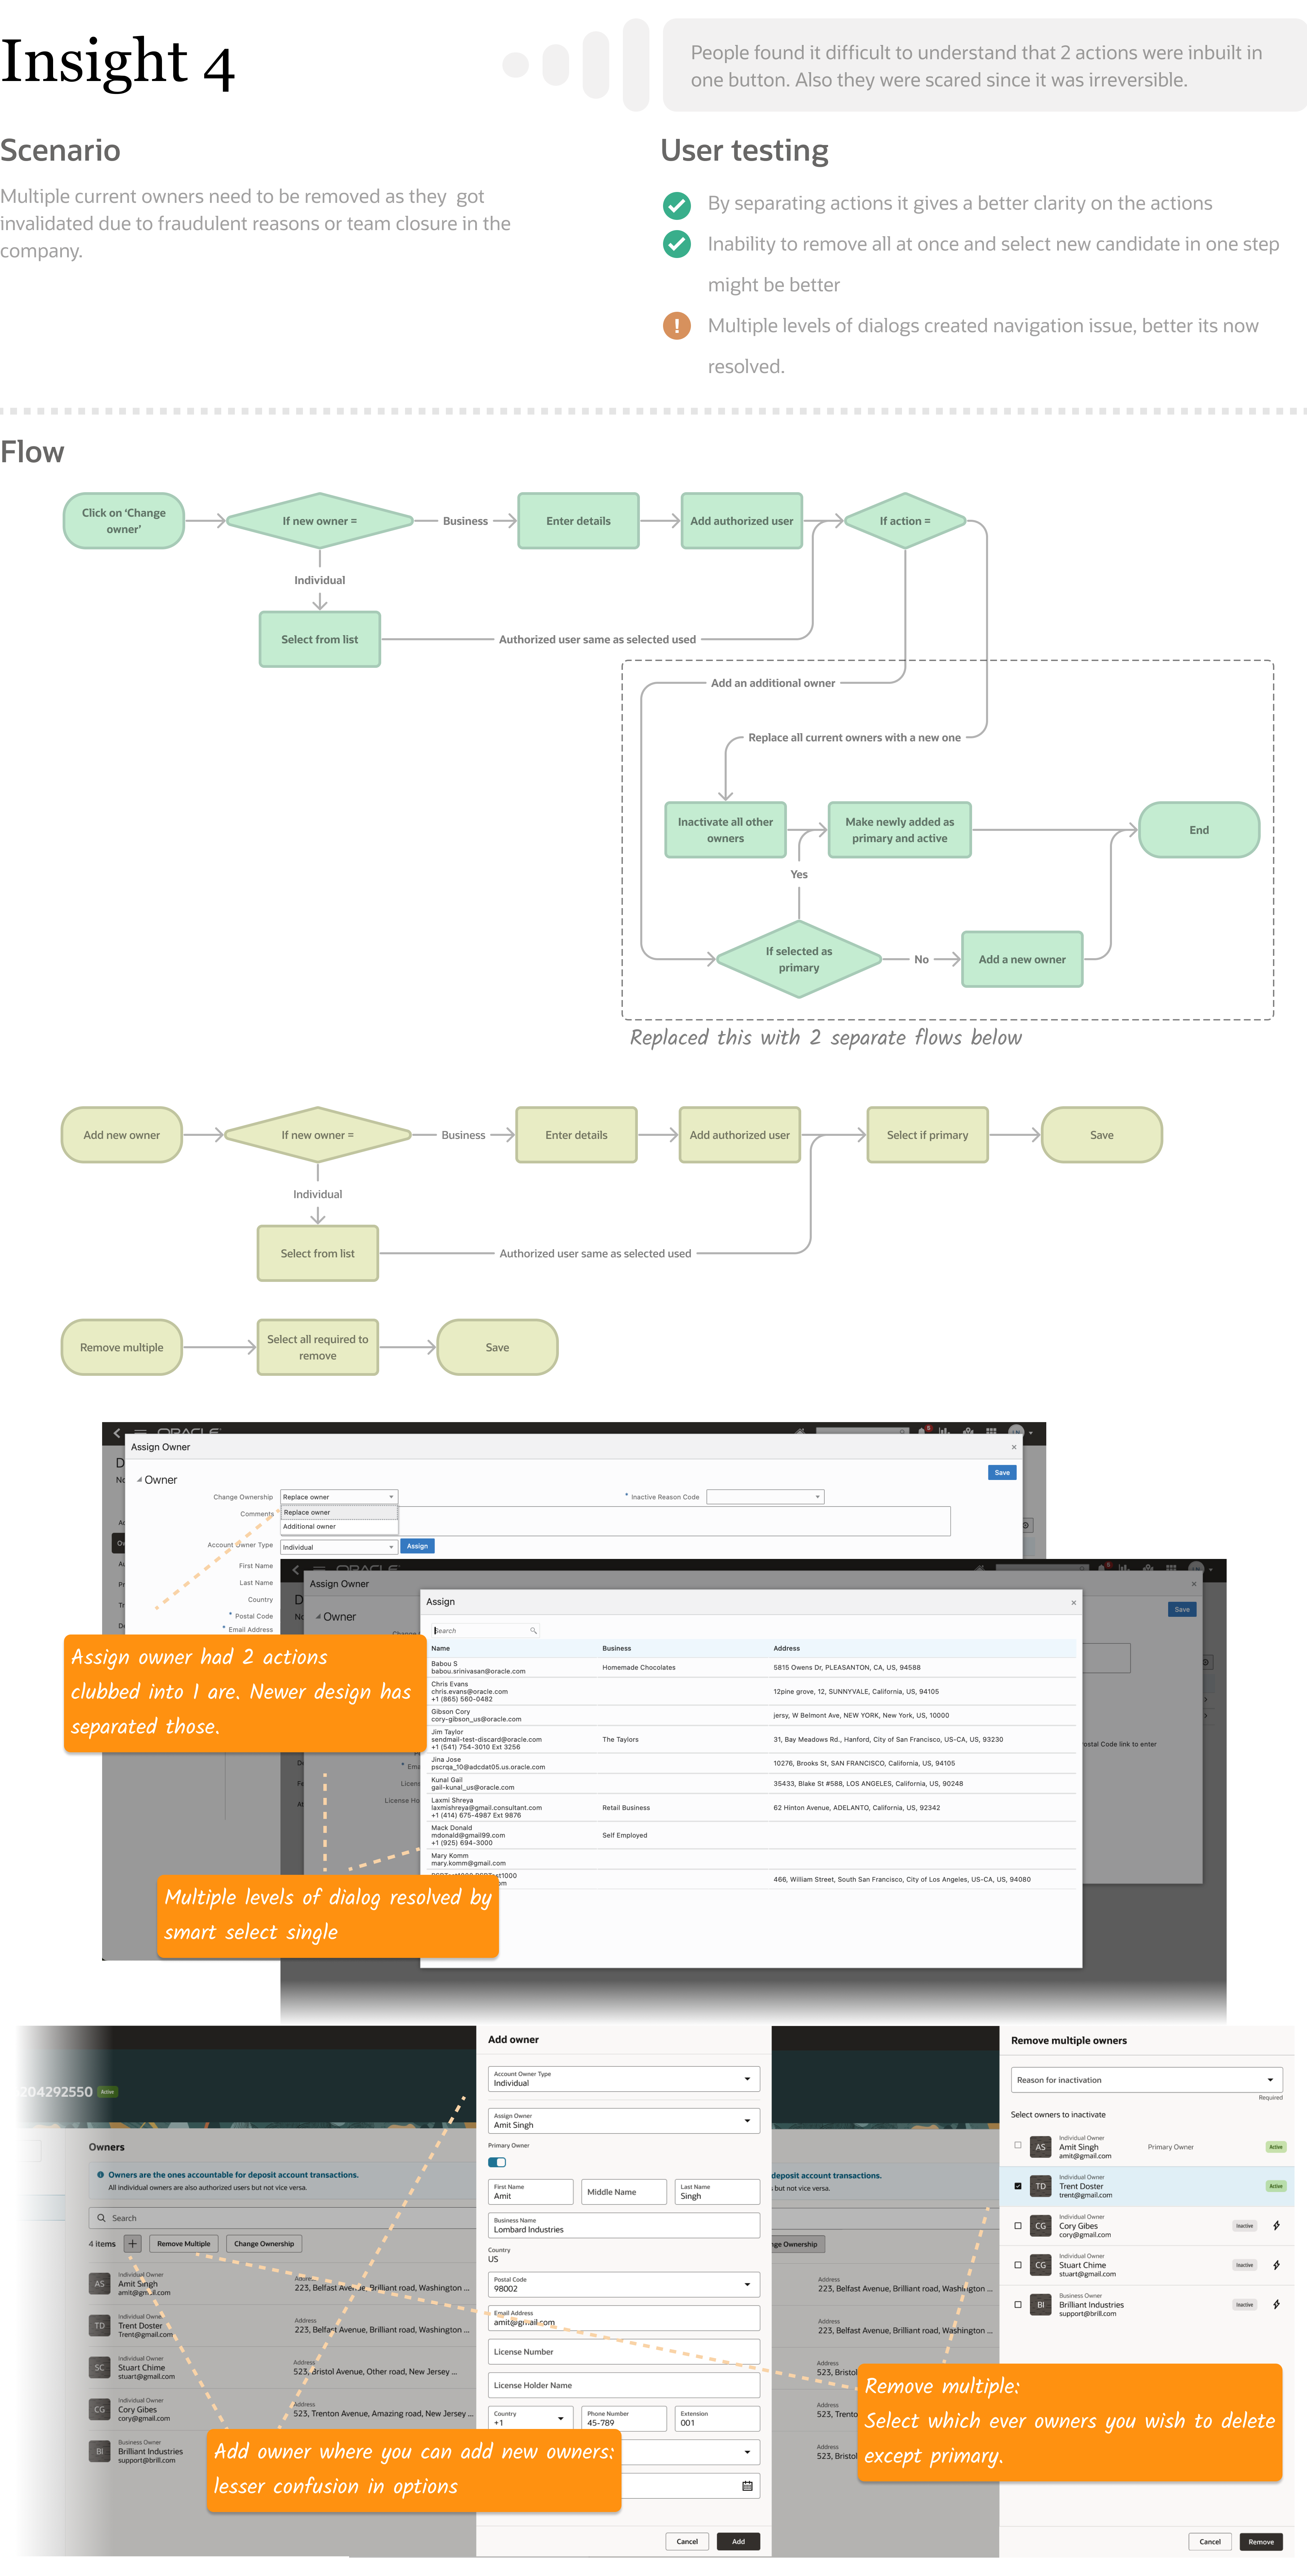 Insight 4
People found it difficult to understand that 2 actions were inbuilt in
one button. Also they were scared since it was irreversible.
Scenario
Multiple current owners need to be removed as they got
invalidated due to fraudulent reasons or team closure in the
company.
User testing
By separating actions it gives a better clarity on the actions
Inability to remove all at once and select new candidate in one step
might be better
Multiple levels of dialogs created navigation issue, better its now
resolved.
Flow
Click on 'Change
owner'
If new owner =
Business
Enter details
Add authorized user
If action =
Individual
Select from list
Authorized user same as selected used
Add an additional owner
Replace all current owners with a new one
Inactivate all other
owners
Make newly added as
primary and active
End
Yes
If selected as
primary
No
Add a new owner
Replaced this with 2 separate flows below
Add new owner
If new owner =
Business
Enter details
Add authorized user
Select if primary
Save
Individual
Select from list
Authorized user same as selected used
Remove multiple
Select all required to
remove
Save
Assign Owner
Owner
Save
Change Ownership
Replace owner
* Inactive Reason Code
Comments
Replace owner
Additional owner
Account Owner Type
Individual
Assign
First Name
Last Name
Country
* Postal Code
* Email Address
Assign Owner
Owner
Save
Assign
Search
Name Business Address
Babou S
babou.srinivasan@oracle.com
Homemade Chocolates
5815 Owens Dr, PLEASANTON, CA, US, 94588
Chris Evans
chris.evans@oracle.com
+1 (865) 560-0482
12pine grove, 12, SUNNYVALE, California, US, 94105
Gibson Cory
cory-gibson_us@oracle.com
jersy, W Belmont Ave, NEW YORK, New York, US, 10000
Jim Taylor
sendmail-test-discard@oracle.com
+1 (541) 754-3010 Ext 3256
The Taylors
31, Bay Meadows Rd., Hanford, City of San Francisco, US-CA, US, 93230
Jina Jose
pscrqa_10@adcdat05.us.oracle.com
10276, Brooks St, SAN FRANCISCO, California, US, 94105
Kunal Gail
gail-kunal_us@oracle.com
35433, Blake St #588, LOS ANGELES, California, US, 90248
Laxmi Shreya
laxmishreya@gmail.consultant.com
+1 (414) 675-4987 Ext 9876
Retail Business
62 Hinton Avenue, ADELANTO, California, US, 92342
Mack Donald
mdonald@gmail99.com
+1 (925) 694-3000
Self Employed
Mary Komm
mary.komm@gmail.com
466, William Street, South San Francisco, City of Los Angeles, US-CA, US, 94080
ostal Code link to enter
Assign owner had 2 actions
clubbed into 1 are. Newer design has
separated those.
Multiple levels of dialog resolved by
smart select single
204292550 Active
Owners
Owners are the ones accountable for deposit account transactions.
All individual owners are also authorized users but not vice versa.
Search
4 items
+
Remove Multiple
Change Ownership
AS
Individual Owner
Amit Singh
amit@gmail.com
Address
223, Belfast Avenue, Brilliant road, Washington ...
TD
Individual Owner
Trent Doster
Trent@gmail.com
Address
223, Belfast Avenue, Brilliant road, Washington ...
SC
Individual Owner
Stuart Chime
stuart@gmail.com
Address
523, Bristol Avenue, Other road, New Jersey ...
CG
Individual Owner
Cory Gibes
cory@gmail.com
Address
523, Trenton Avenue, Amazing road, New Jersey ...
BI
Business Owner
Brilliant Industries
support@brill.com
Add owner
Account Owner Type
Individual
Assign Owner
Amit Singh
Primary Owner
First Name
Amit
Middle Name
Last Name
Singh
Business Name
Lombard Industries
Country
US
Postal Code
98002
Email Address
amit@gmail.com
License Number
License Holder Name
Country
+1
Phone Number
45-789
Extension
001
Cancel
Add
Add owner where you can add new owners:
lesser confusion in options
deposit account transactions.
but not vice versa.
nge Ownership
Address
223, Belfast Avenue, Brilliant road, Washington ...
Address
223, Belfast Avenue, Brilliant road, Washington ...
Address
523, Bristol
Address
523, Trento
Address
523, Bristol
Remove multiple owners
Reason for inactivation
Required
Select owners to inactivate
AS
Individual Owner
Amit Singh
amit@gmail.com
Primary Owner
Active
TD
Individual Owner
Trent Doster
trent@gmail.com
Active
CG
Individual Owner
Cory Gibes
cory@gmail.com
Inactive
CG
Individual Owner
Stuart Chime
stuart@gmail.com
Inactive
BI
Business Owner
Brilliant Industries
support@brill.com
Inactive
Remove multiple:
Select which ever owners you wish to delete
except primary.
Cancel
Remove